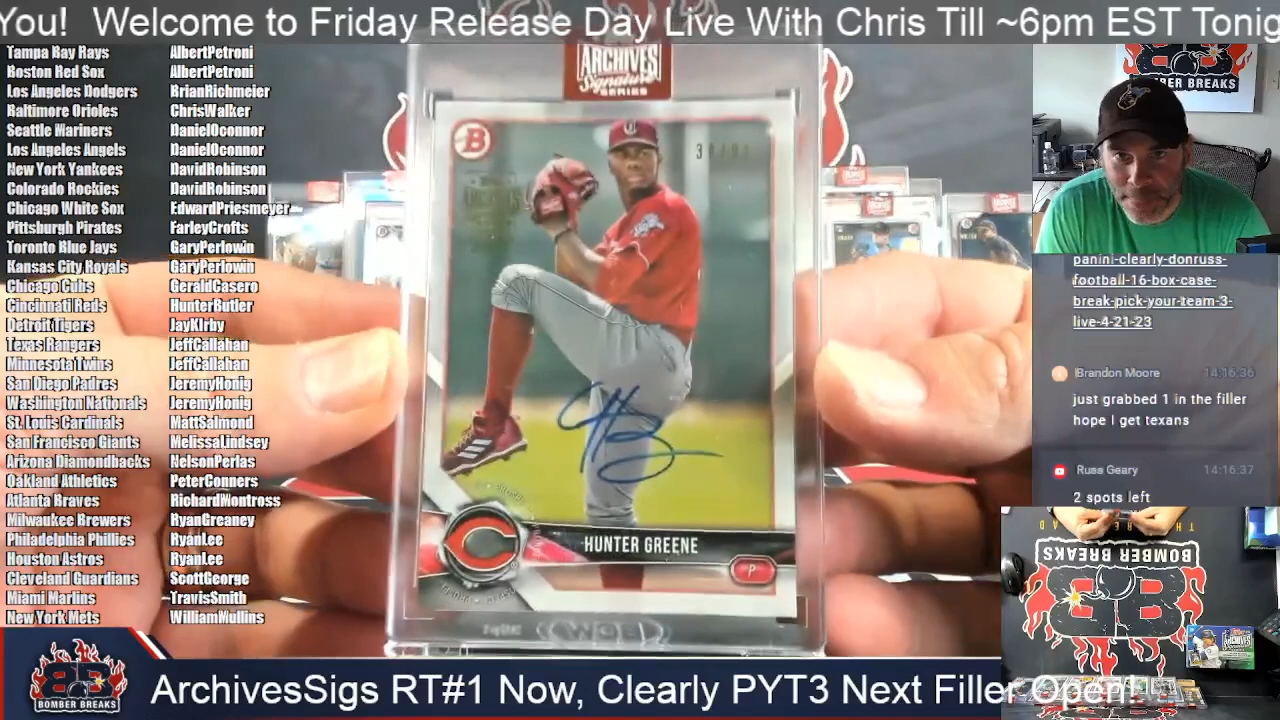 You! Welcome to Friday Release Day Live With Chris Till ~6pm EST Tonig
Tampa Bay Rays AlbertPetroni
Boston Red Sox AlbertPetroni
Los Angeles Dodgers BrianRichmeier
Baltimore Orioles ChrisWalker
Seattle Mariners DanielOconnor
Los Angeles Angels DanielOconnor
New York Yankees DavidRobinson
Colorado Rockies DavidRobinson
Chicago White Sox EdwardPriesmeyer
Pittsburgh Pirates FarleyCrofts
Toronto Blue Jays GaryPerlowin
Kansas City Royals GaryPerlowin
Chicago Cubs GeraldCasero
Cincinati Reds HunterButler
Detroit Tigers JayKIrby
Texas Rangers JeffCallahan
Minnesota Twins JeffCallahan
San Diego Padres JeremyHonig
Washington Nationals JeremyHonig
St. Louis Cardinals MattSalmond
San Francisco Giants MelissaLindsey
Arizona Diamondbacks NelsonPerlas
Oakland Athletics PeterConners
Atlanta Braves RichardMontross
Milwaukee Brewers RyanGreaney
Philadelphia Phillies RyanLee
Houston Astros RyanLee
Cleveland Guardians ScottGeorge
Miami Marlins TravisSmith
New York Mets WilliamMullins
ARCHIVES
Signature
SERIES
B
HUNTER GREENE
P
BOMBER BREAKS
panini-clearly-donruss-
football-16-box-case-
break-pick-your-team-3-
live-4-21-23
Brandon Moore 14:16:36
just grabbed 1 in the filler
hope I get texans
Russ Geary 14:16:37
2 spots left
BOMBER BREAKS
BB
ARCHIVES
BB
BOMBER BREAKS
ArchivesSigs RT#1 Now, Clearly PYT3 Next Filler Open!